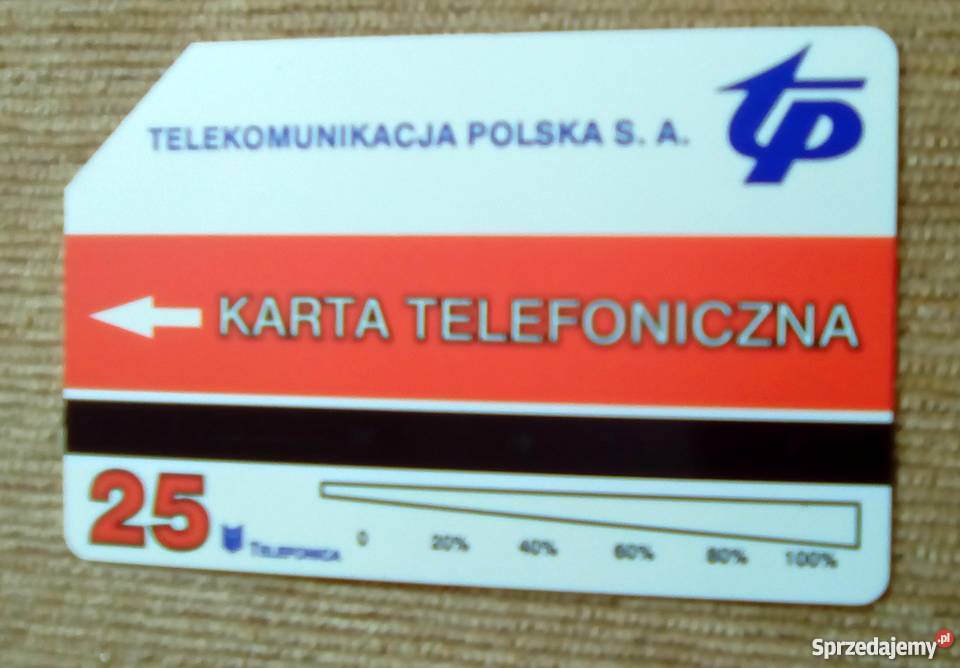 TELEKOMUNIKACJA POLSKA S. A.
tp
KARTA TELEFONICZNA
25
TELEFONICA
0 20% 40% 60% 80% 100%
Sprzedajemy.pl